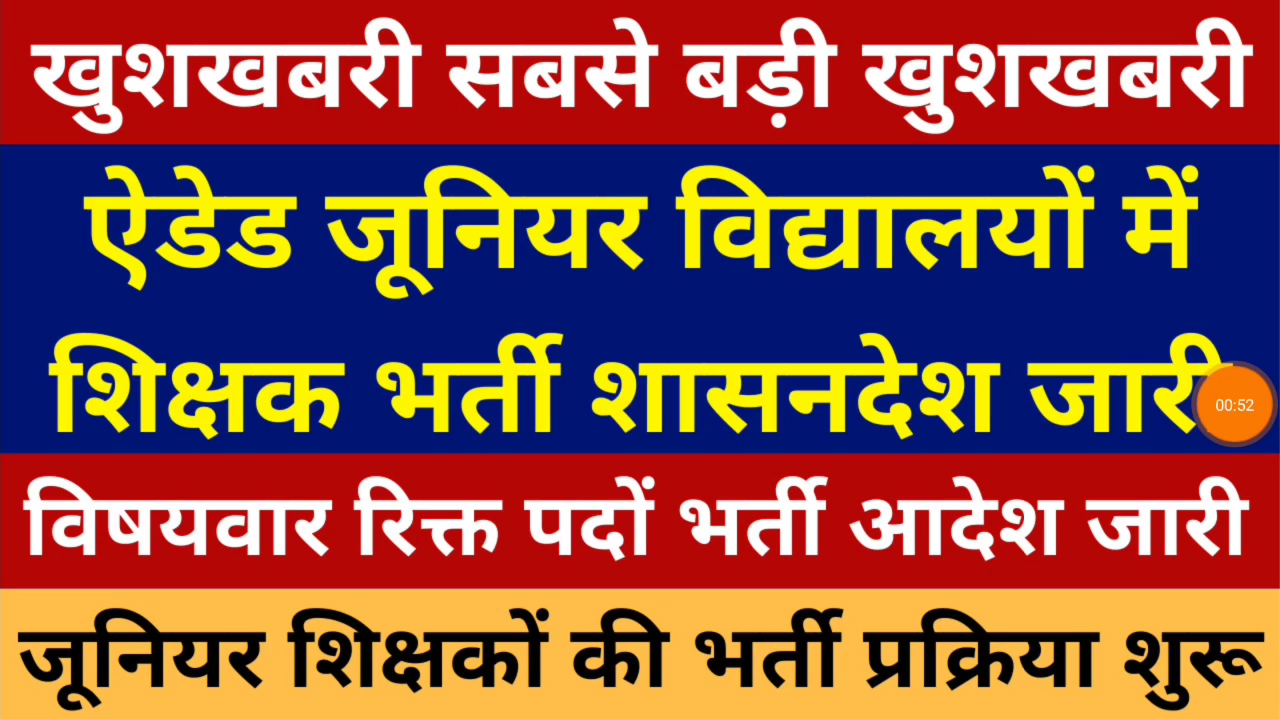 खुशखबरी सबसे बड़ी खुशखबरी
ऐडेड जूनियर विद्यालयों में
शिक्षक भर्ती शासनदेश जारी
00:52
विषयवार रिक्त पदों भर्ती आदेश जारी
जूनियर शिक्षकों की भर्ती प्रक्रिया शुरू